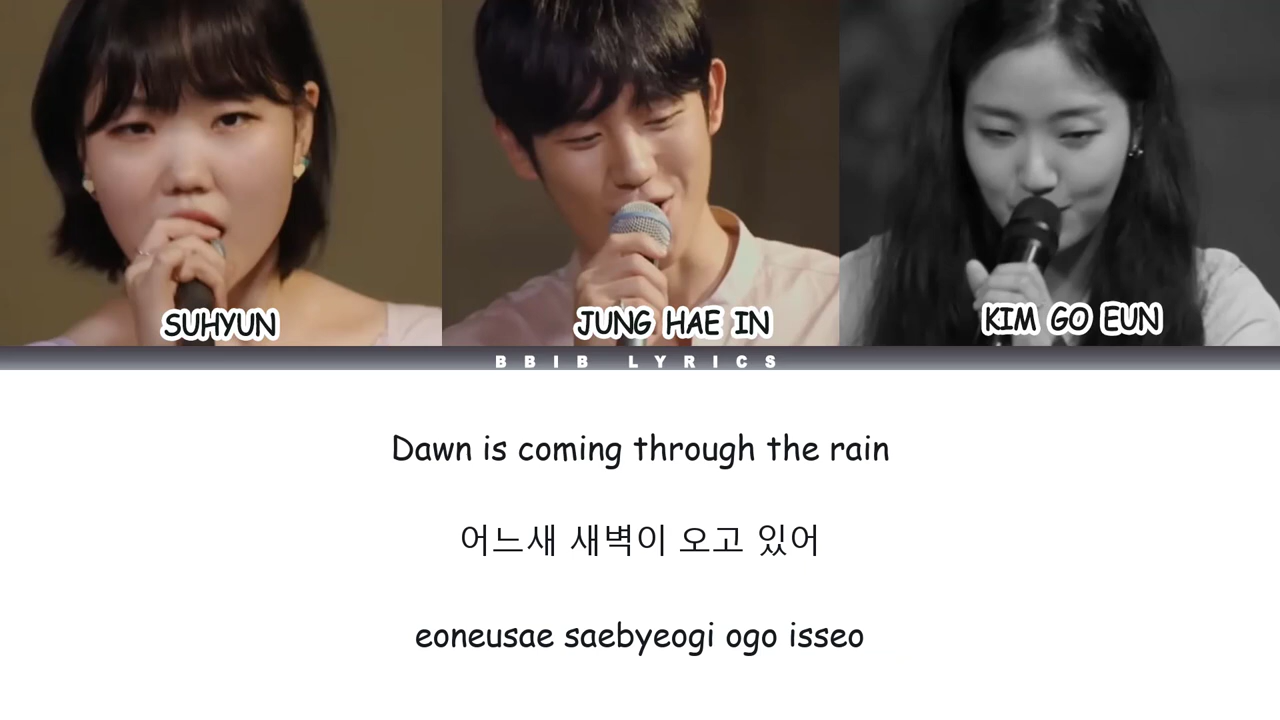 SUHYUN
JUNG HAE IN
KIM GO EUN
BBIB LYRICS
Dawn is coming through the rain
어느새 새벽이 오고 있어
eoneusae saebyeogi ogo isseo